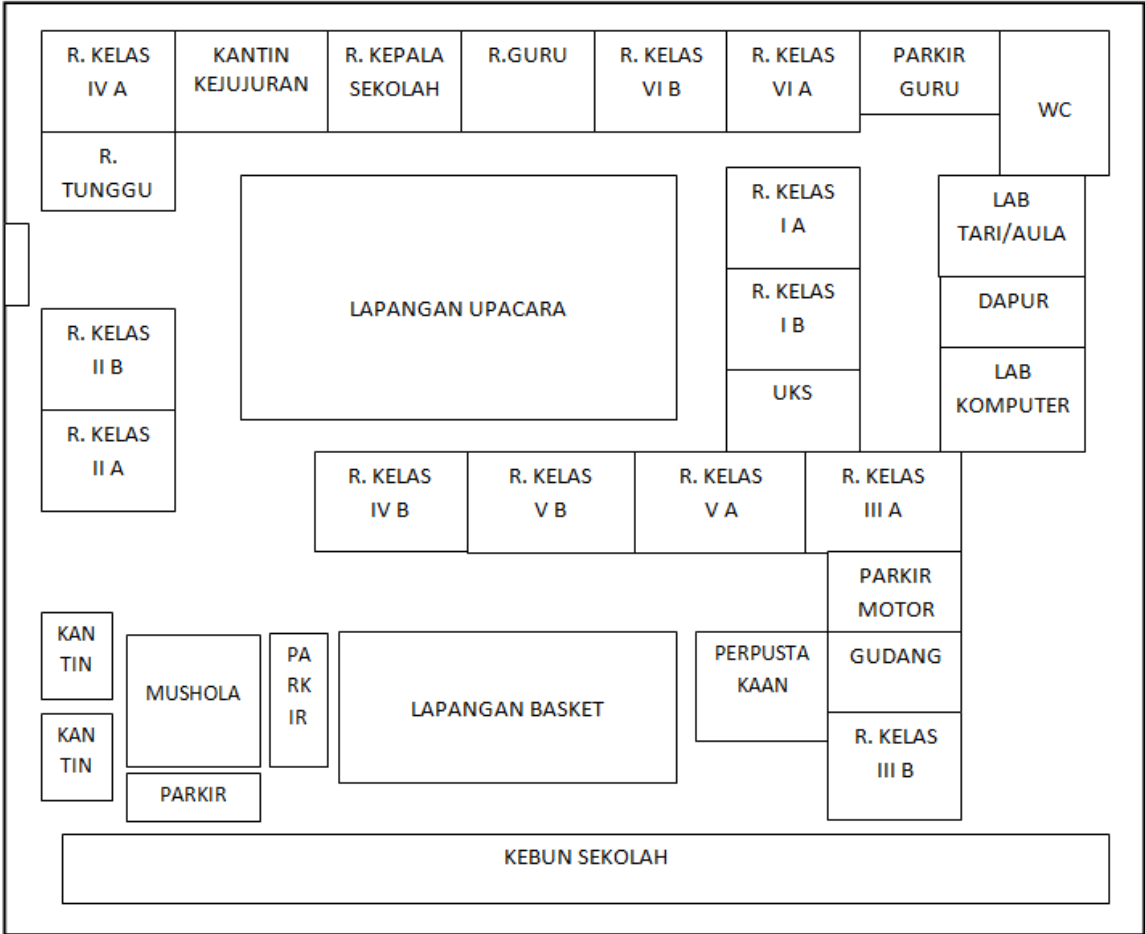 R. KELAS
IV A
KANTIN
KEJUJURAN
R. KEPALA
SEKOLAH
R.GURU
R. KELAS
VI B
R. KELAS
VI A
PARKIR
GURU
WC
R.
TUNGGU
LAPANGAN UPACARA
R. KELAS
I A
LAB
TARI/AULA
R. KELAS
I B
DAPUR
R. KELAS
II B
UKS
LAB
KOMPUTER
R. KELAS
II A
R. KELAS
IV B
R. KELAS
V B
R. KELAS
V A
R. KELAS
III A
PARKIR
MOTOR
KAN
TIN
MUSHOLA
PA
RK
IR
LAPANGAN BASKET
PERPUSTA
KAAN
GUDANG
KAN
TIN
R. KELAS
III B
PARKIR
KEBUN SEKOLAH